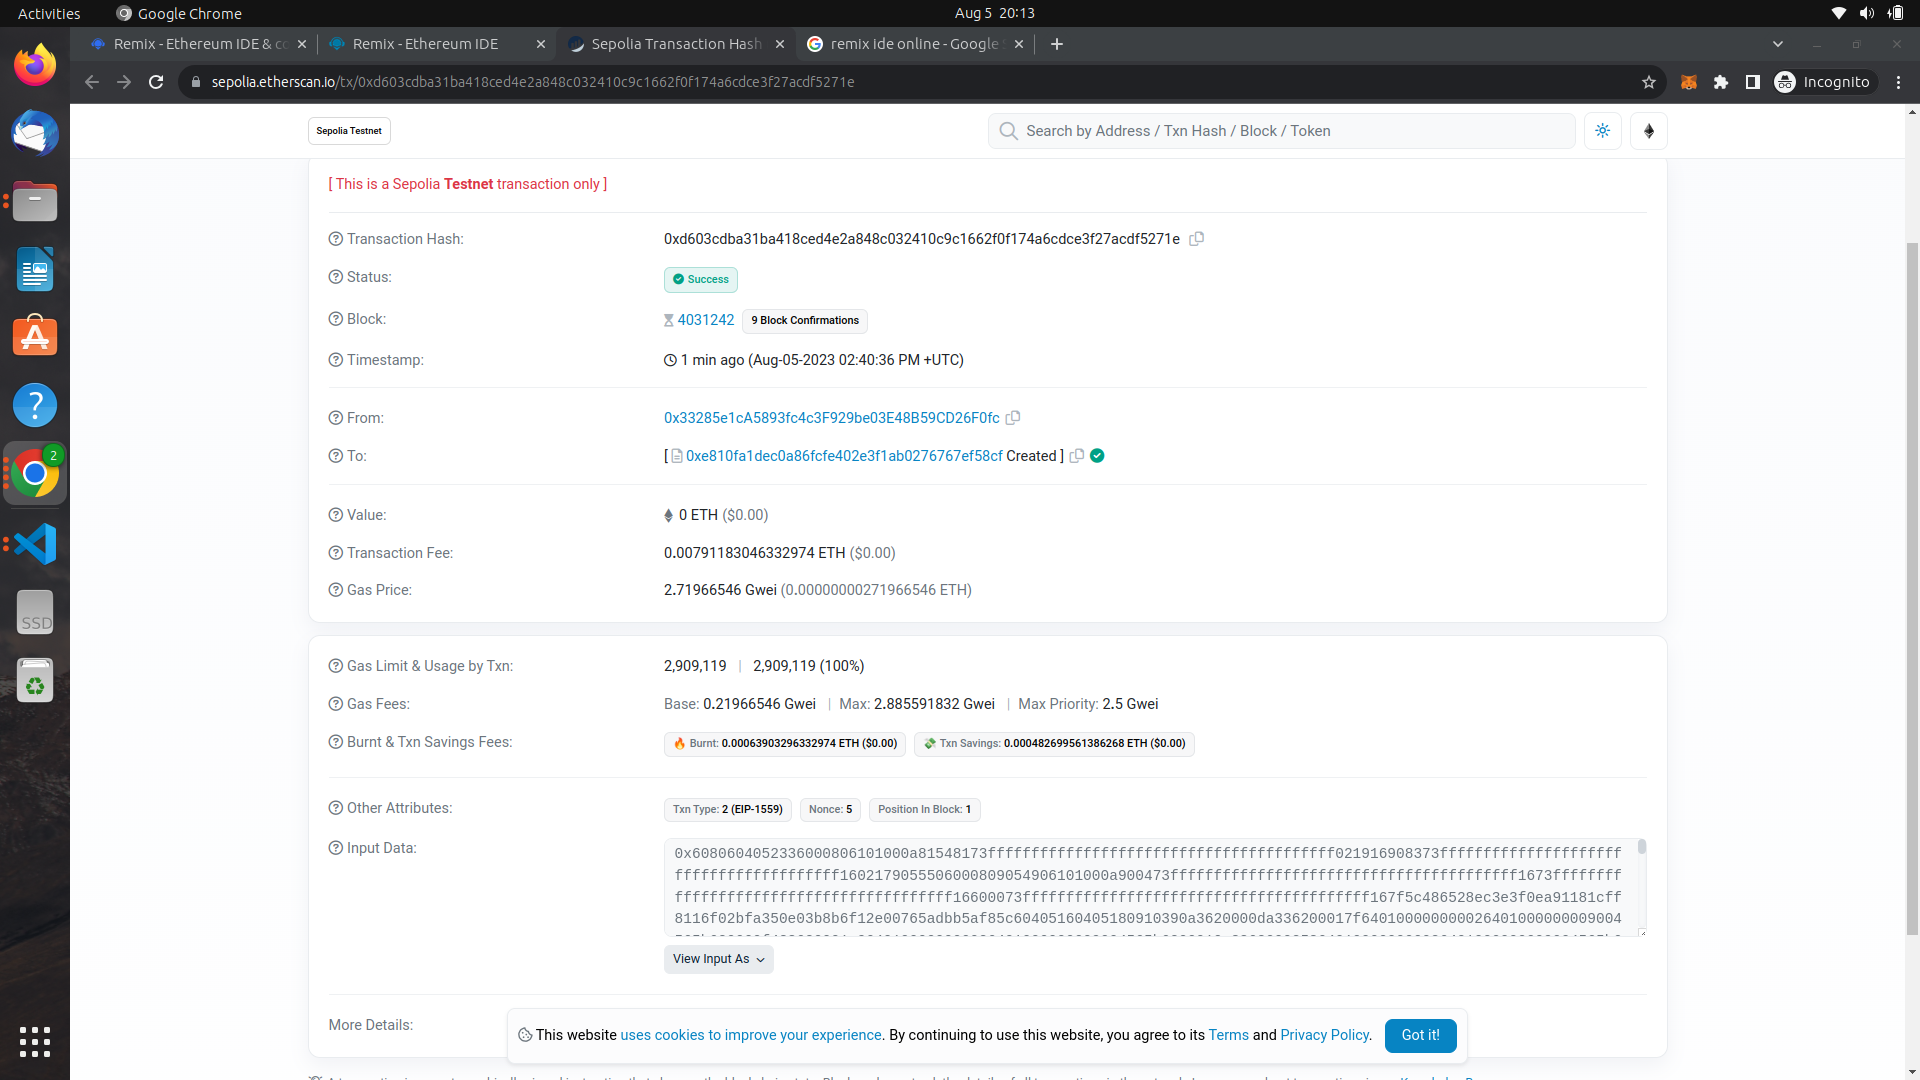 Activities
Google Chrome
Aug 5 20:13
Remix - Ethereum IDE & co
Remix - Ethereum IDE
Sepolia Transaction Hash
remix ide online - Google S
sepolia.etherscan.io/tx/0xd603cdba31ba418ced4e2a848c032410c9c1662f0f174a6cdce3f27acdf5271e
Incognito
Sepolia Testnet
Search by Address / Txn Hash / Block / Token
[ This is a Sepolia Testnet transaction only ]
Transaction Hash: 0xd603cdba31ba418ced4e2a848c032410c9c1662f0f174a6cdce3f27acdf5271e
Status: Success
Block: 4031242 9 Block Confirmations
Timestamp: 1 min ago (Aug-05-2023 02:40:36 PM +UTC)
From: 0x33285e1cA5893fc4c3F929be03E48B59CD26F0fc
To: [ 0xe810fa1dec0a86fcfe402e3f1ab0276767ef58cf Created ]
2
Value: 0 ETH ($0.00)
Transaction Fee: 0.00791183046332974 ETH ($0.00)
Gas Price: 2.71966546 Gwei (0.00000000271966546 ETH)
SSD
Gas Limit & Usage by Txn: 2,909,119 | 2,909,119 (100%)
Gas Fees: Base: 0.21966546 Gwei | Max: 2.885591832 Gwei | Max Priority: 2.5 Gwei
Burnt & Txn Savings Fees: Burnt: 0.00063903296332974 ETH ($0.00) Txn Savings: 0.000482699561386268 ETH ($0.00)
Other Attributes: Txn Type: 2 (EIP-1559) Nonce: 5 Position In Block: 1
Input Data: 0x6080604052336000806101000a81548173ffffffffffffffffffffffffffffffffffffffff021916908373fffffffffffffffffffff
fffffffffffffffffff1602179055506000809054906101000a900473ffffffffffffffffffffffffffffffffffffffff1673ffffffff
ffffffffffffffffffffffffffffffff16600073ffffffffffffffffffffffffffffffffffffffff167f5c486528ec3e3f0ea91181cff
8116f02bfa350e03b8b6f12e00765adbb5af85c60405160405180910390a3620000da336200017f640100000000026401000000009004
View Input As
More Details:
This website uses cookies to improve your experience. By continuing to use this website, you agree to its Terms and Privacy Policy.
Got it!